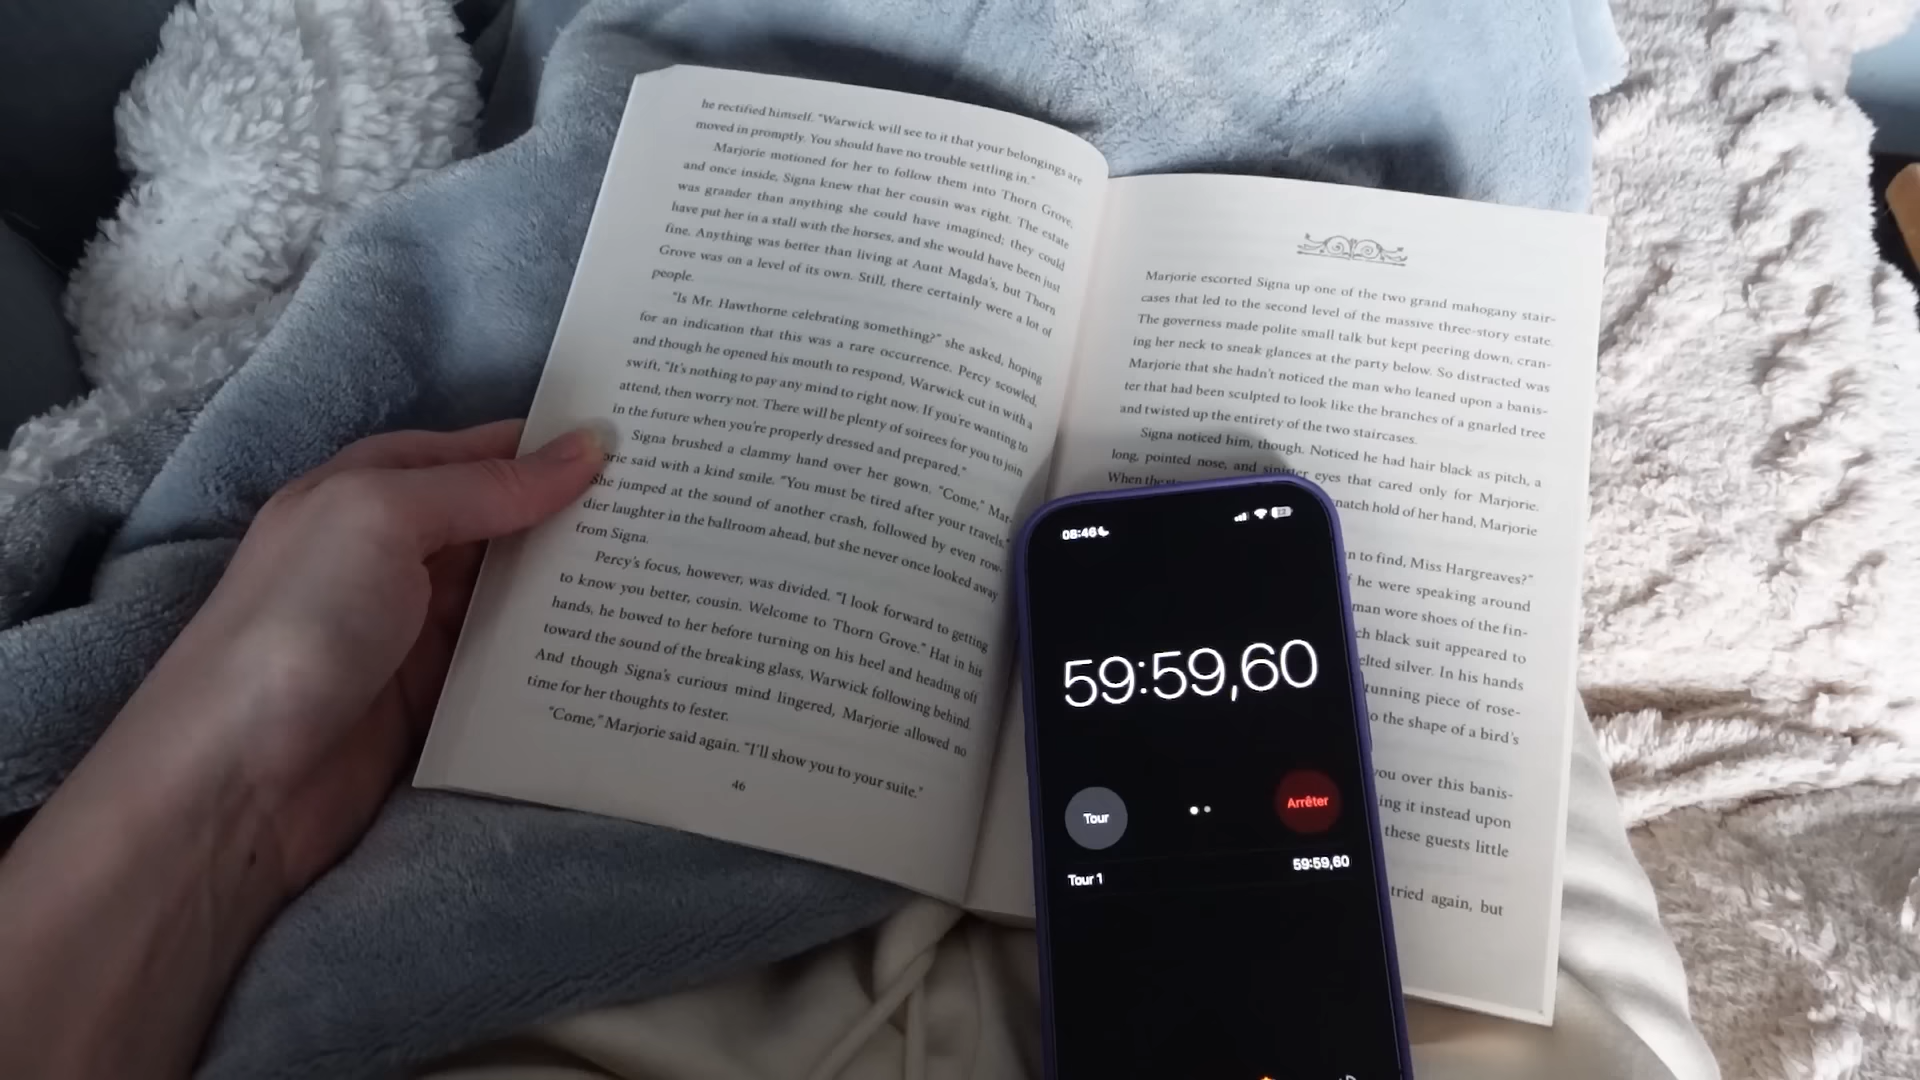 he rectified himself. "Warwick will see to it that your belongings are
moved in promptly. You should have no trouble settling in."
Marjorie motioned for her to follow them into Thorn Grove,
and once inside, Signa knew that her cousin was right. The estate
was grander than anything she could have imagined; they could
have put her in a stall with the horses, and she would have been just
fine. Anything was better than living at Aunt Magda's, but Thorn
Grove was on a level of its own. Still, there certainly were a lot of
people.
"Is Mr. Hawthorne celebrating something?" she asked, hoping
for an indication that this was a rare occurrence. Percy scowled,
and though he opened his mouth to respond, Warwick cut in with a
swift, "It's nothing to pay any mind to right now. If you're wanting to
attend, then worry not. There will be plenty of soirees for you to join
in the future when you're properly dressed and prepared."
Signa brushed a clammy hand over her gown. "Come," Mar-
orie said with a kind smile. "You must be tired after your travels."
She jumped at the sound of another crash, followed by even row-
dier laughter in the ballroom ahead, but she never once looked away
from Signa.
Percy's focus, however, was divided. "I look forward to getting
to know you better, cousin. Welcome to Thorn Grove." Hat in his
hands, he bowed to her before turning on his heel and heading off
toward the sound of the breaking glass, Warwick following behind.
And though Signa's curious mind lingered, Marjorie allowed no
time for her thoughts to fester.
"Come," Marjorie said again. "I'll show you to your suite."
46
Marjorie escorted Signa up one of the two grand mahogany stair-
cases that led to the second level of the massive three-story estate.
The governess made polite small talk but kept peering down, cran-
ing her neck to sneak glances at the party below. So distracted was
Marjorie that she hadn't noticed the man who leaned upon a banis-
ter that had been sculpted to look like the branches of a gnarled tree
and twisted up the entirety of the two staircases.
Signa noticed him, though. Noticed he had hair black as pitch, a
long, pointed nose, and sinister eyes that cared only for Marjorie.
When the
natch hold of her hand, Marjorie
n to find, Miss Hargreaves?"
he were speaking around
man wore shoes of the fin-
ch black suit appeared to
elted silver. In his hands
tunning piece of rose-
o the shape of a bird's
you over this banis-
ing it instead upon
these guests little
tried again, but
08:46
59:59,60
Tour
Arrêter
Tour 1
59:59,60